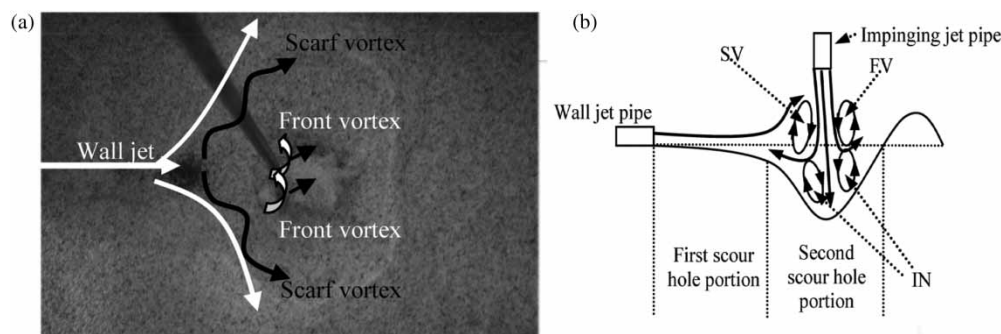 (a)
Scarf vortex
Wall jet
Front vortex
Front vortex
Scarf vortex
(b)
Impinging jet pipe
SV
FV
Wall jet pipe
First scour
hole portion
Second
scour hole
portion
IN